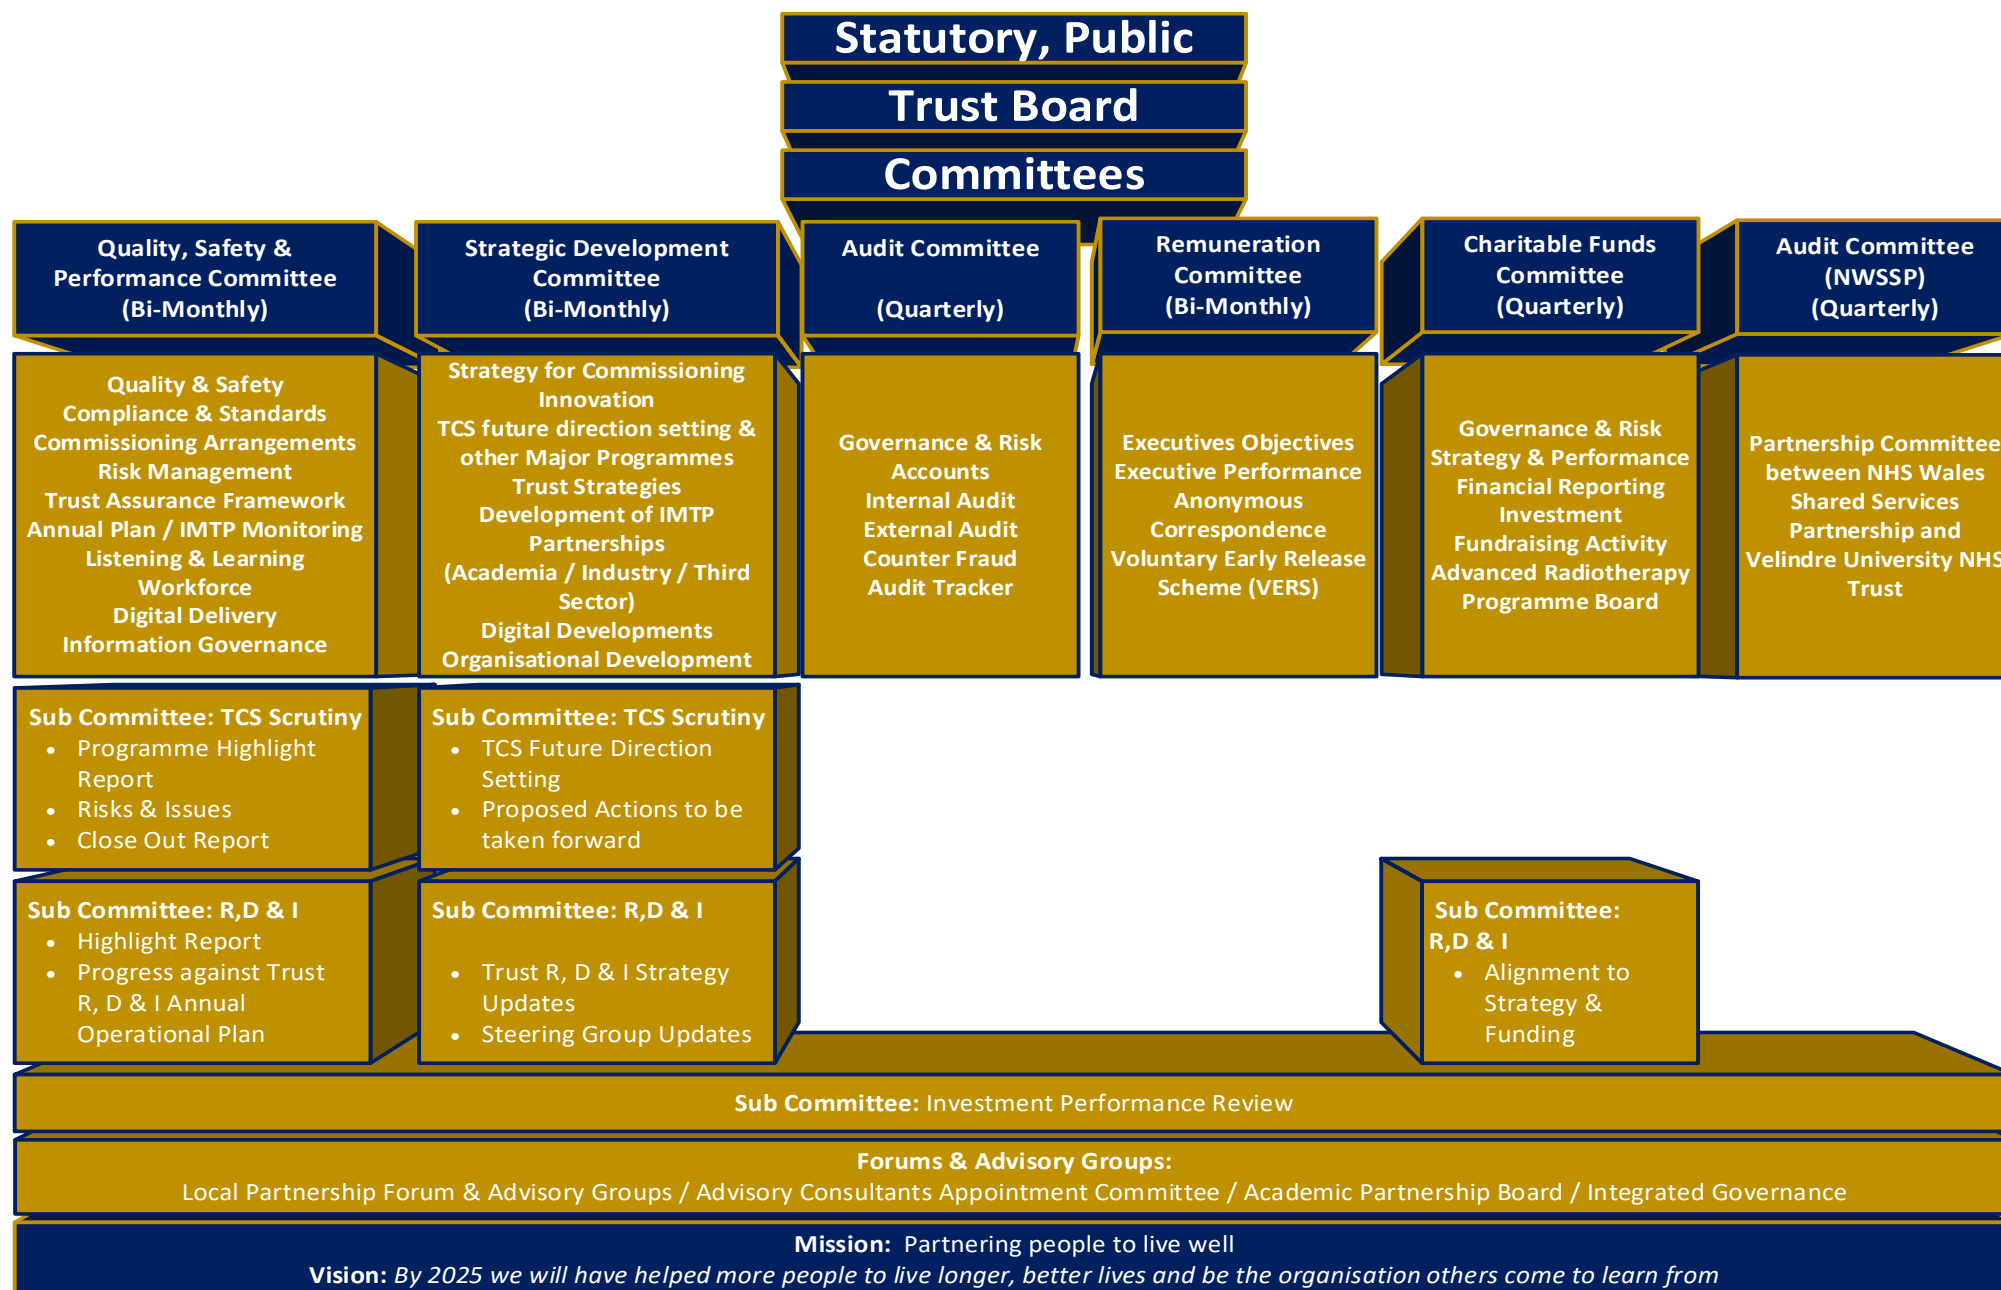 Statutory, Public
Trust Board
Committees
Quality, Safety &
Performance Committee
(Bi-Monthly)
Strategic Development
Committee
(Bi-Monthly)
Audit Committee
(Quarterly)
Remuneration
Committee
(Bi-Monthly)
Charitable Funds
Committee
(Quarterly)
Audit Committee
(NWSSP)
(Quarterly)
Quality & Safety
Compliance & Standards
Commissioning Arrangements
Risk Management
Trust Assurance Framework
Annual Plan / IMTP Monitoring
Listening & Learning
Workforce
Digital Delivery
Information Governance
Strategy for Commissioning
Innovation
TCS future direction setting &
other Major Programmes
Trust Strategies
Development of IMTP
Partnerships
(Academia / Industry / Third
Sector)
Digital Developments
Organisational Development
Governance & Risk
Accounts
Internal Audit
External Audit
Counter Fraud
Audit Tracker
Executives Objectives
Executive Performance
Anonymous
Correspondence
Voluntary Early Release
Scheme (VERS)
Governance & Risk
Strategy & Performance
Financial Reporting
Investment
Fundraising Activity
Advanced Radiotherapy
Programme Board
Partnership Committee
between NHS Wales
Shared Services
Partnership and
Velindre University NHS
Trust
Sub Committee: TCS Scrutiny
• Programme Highlight
Report
• Risks & Issues
• Close Out Report
Sub Committee: TCS Scrutiny
• TCS Future Direction
Setting
• Proposed Actions to be
taken forward
Sub Committee: R,D & I
• Highlight Report
• Progress against Trust
R, D & I Annual
Operational Plan
Sub Committee: R,D & I
• Trust R, D & I Strategy
Updates
• Steering Group Updates
Sub Committee:
R,D & I
• Alignment to
Strategy &
Funding
Sub Committee: Investment Performance Review
Forums & Advisory Groups:
Local Partnership Forum & Advisory Groups / Advisory Consultants Appointment Committee / Academic Partnership Board / Integrated Governance
Mission: Partnering people to live well
Vision: By 2025 we will have helped more people to live longer, better lives and be the organisation others come to learn from